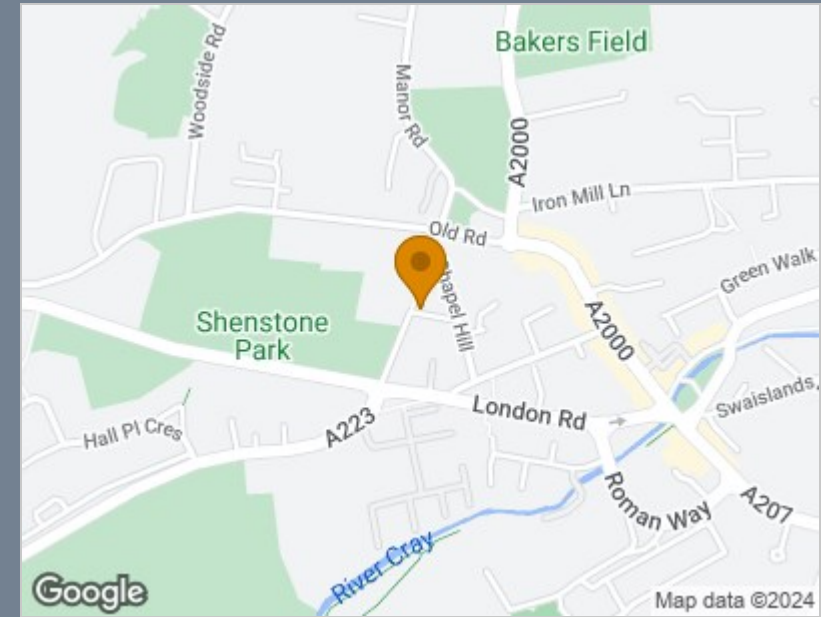 Bakers Field
Woodside Rd
Manor Rd
A2000
Iron Mill Ln
Old Rd
Chapel Hill
Green Walk
Shenstone
Park
A2000
London Rd
Swaislands,
Hall Pl Cres
A223
Roman Way
A207
River Cray
Google
Map data ©2024